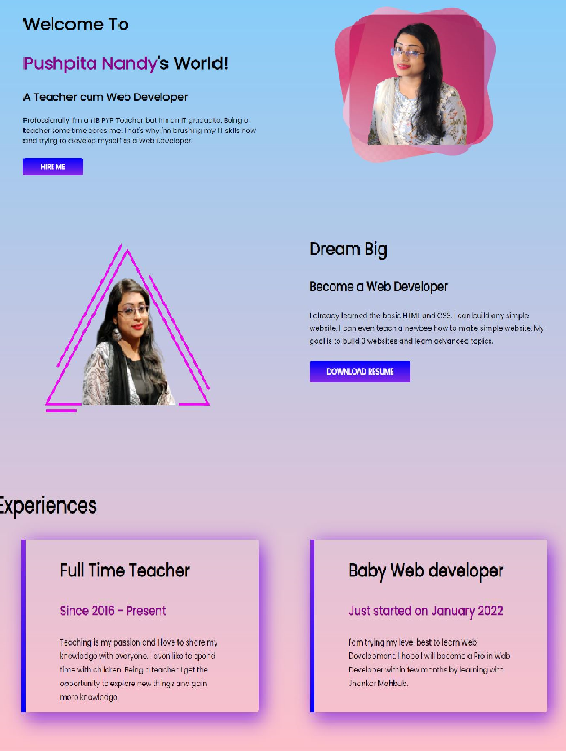 Welcome To
Pushpita Nandy's World!
A Teacher cum Web Developer
Professionally I'm a IB PYP Teacher but I'm an IT graduate. Being a
teacher sometime bores me. That's why I'm brushing my IT skills now
and trying to develop myself as a Web Developer.
HIRE ME
Dream Big
Become a Web Developer
I already learned the basic HTML and CSS. I can build any simple
website. I can even teach a newbee how to make simple website. My
goal is to build 3 websites and learn advanced topics.
DOWNLOAD RESUME
Experiences
Full Time Teacher
Since 2016 - Present
Teaching is my passion and I love to share my
knowledge with everyone. I even like to spend
time with children. Being a teacher I get the
opportunity to explore new things and gain
more knowledge.
Baby Web developer
Just started on January 2022
I'am trying my level best to learn Web
Development. I hope I will become a Pro in Web
Developer within few months by learning with
Jhankar Mahbub.